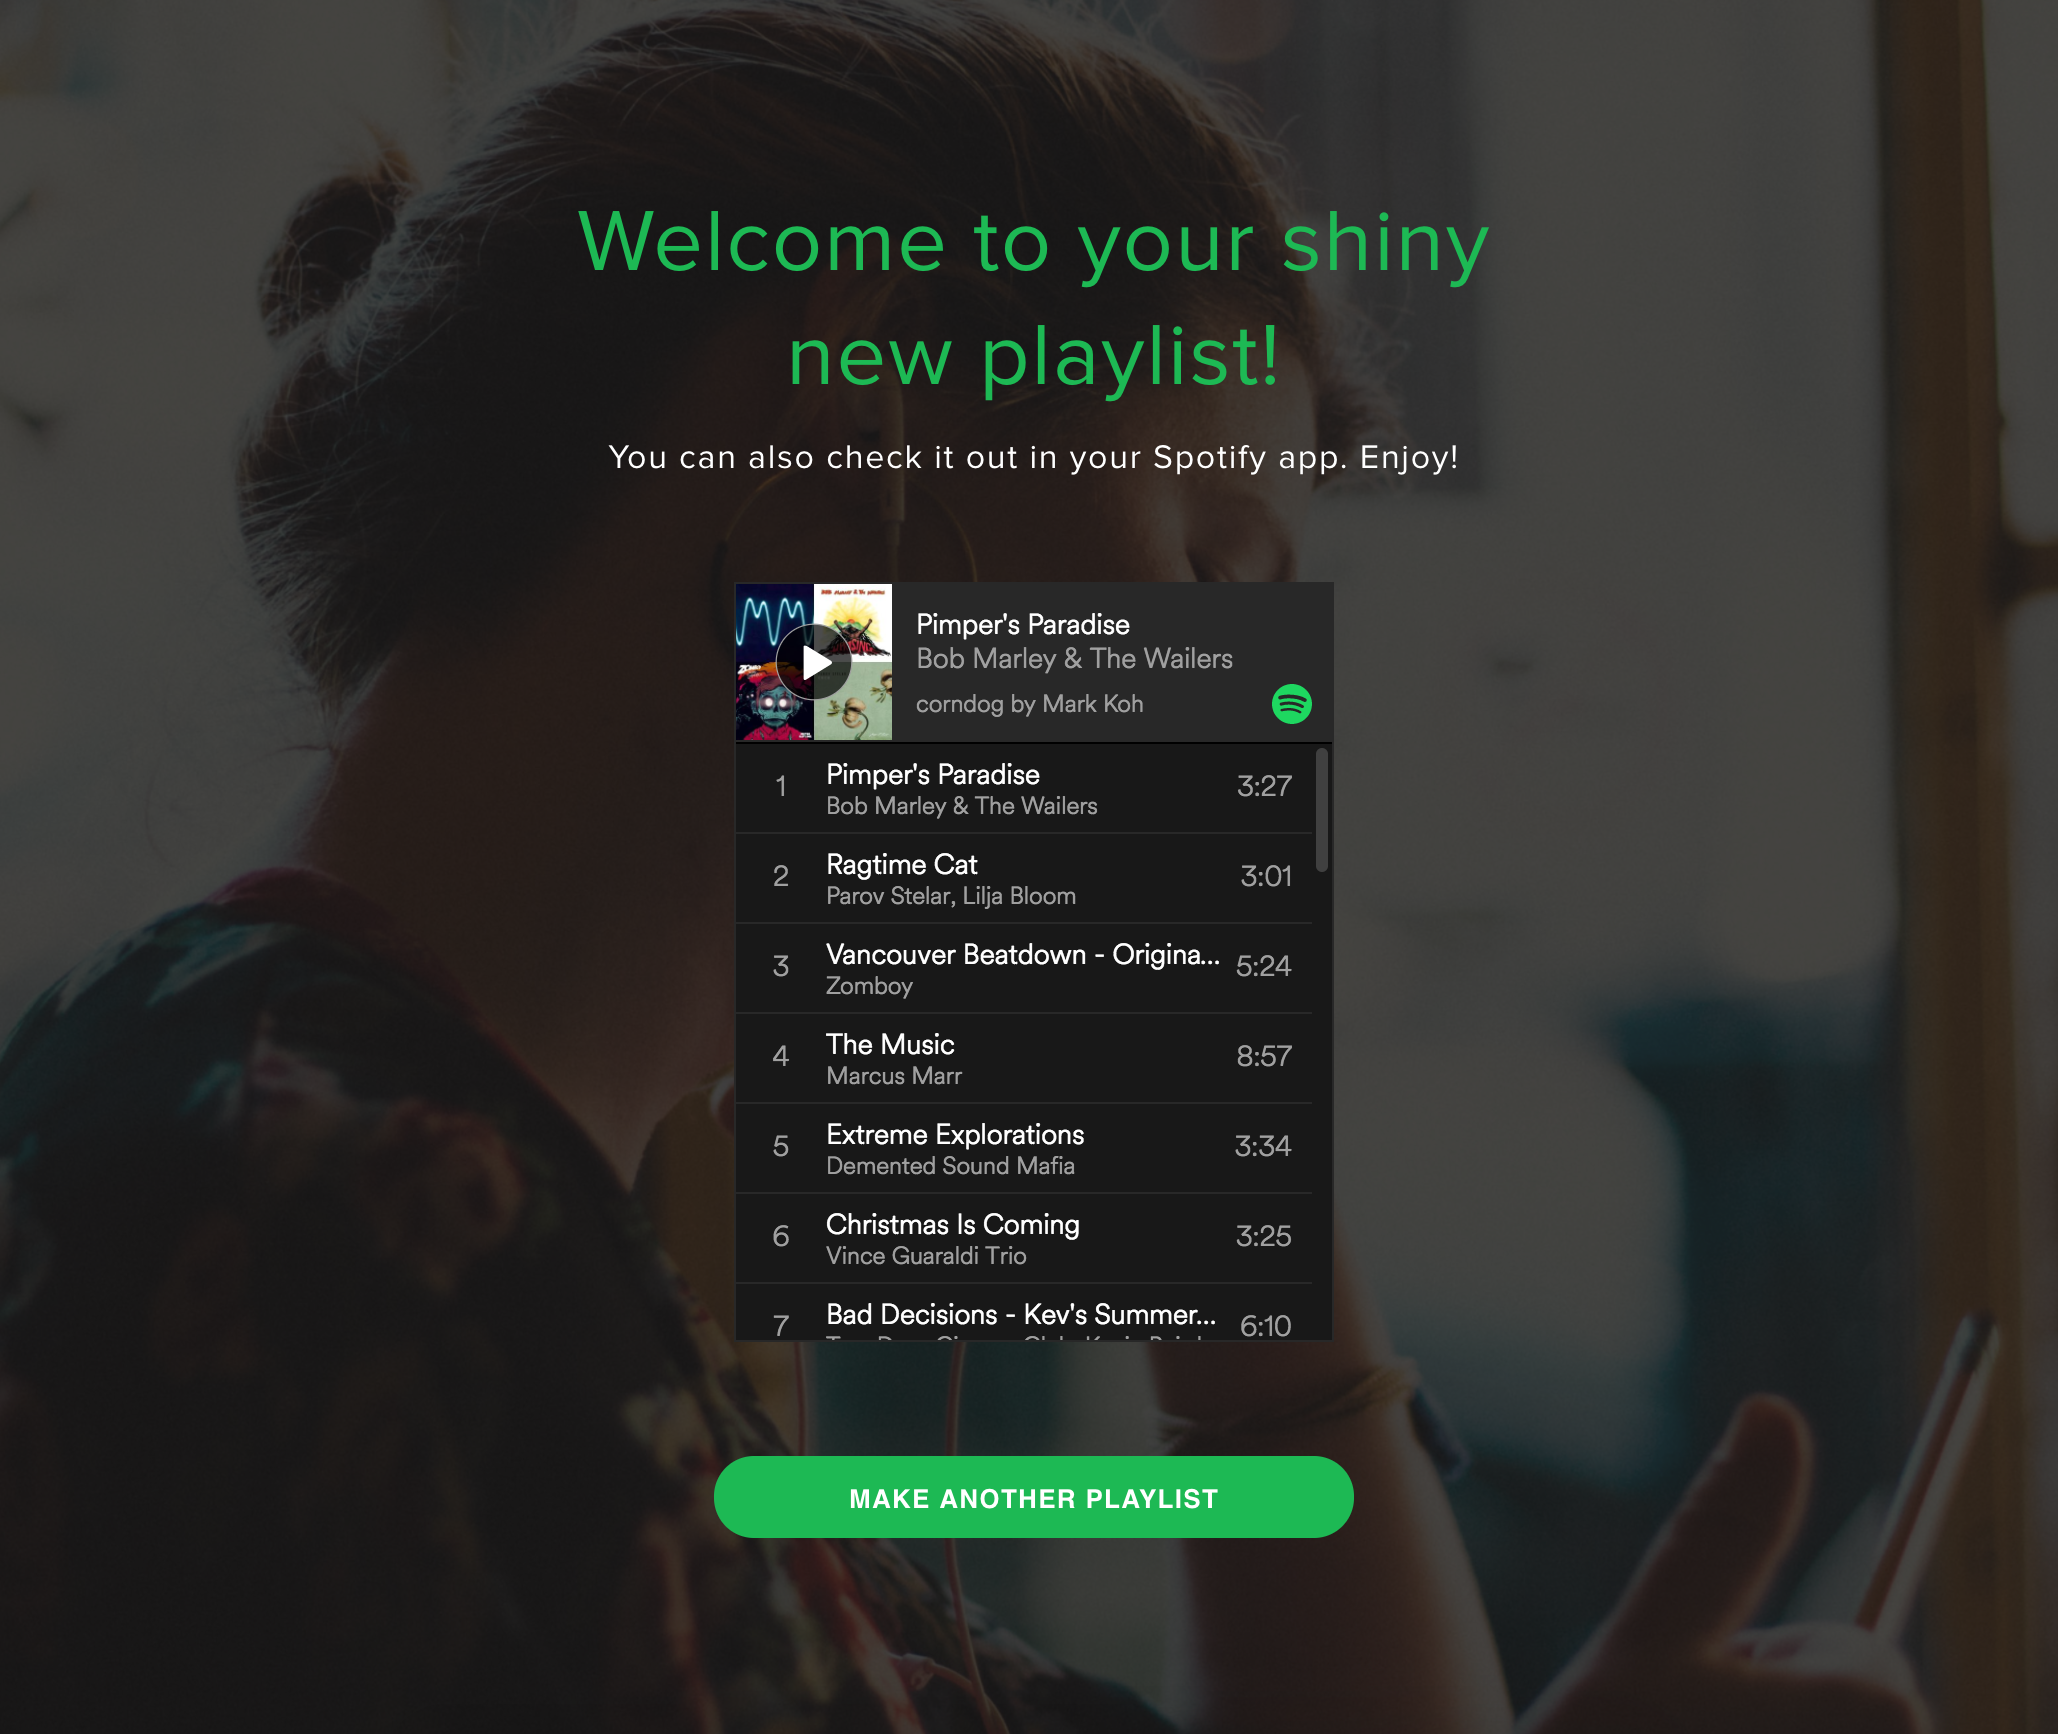 Welcome to your shiny
new playlist!
You can also check it out in your Spotify app. Enjoy!
Pimper's Paradise
Bob Marley & The Wailers
corndog by Mark Koh
1
Pimper's Paradise
3:27
Bob Marley & The Wailers
2
Ragtime Cat
3:01
Parov Stelar, Lilja Bloom
3
Vancouver Beatdown - Origina...
5:24
Zomboy
4
The Music
8:57
Marcus Marr
5
Extreme Explorations
3:34
Demented Sound Mafia
6
Christmas Is Coming
3:25
Vince Guaraldi Trio
7
Bad Decisions - Kev's Summer...
6:10
MAKE ANOTHER PLAYLIST